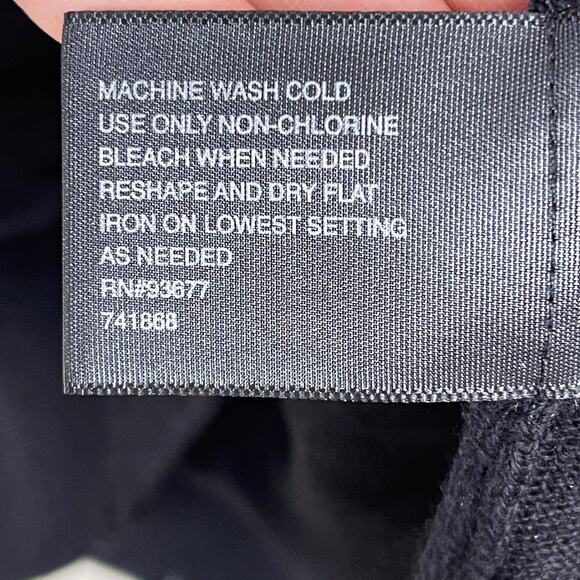 MACHINE WASH COLD
USE ONLY NON-CHLORINE
BLEACH WHEN NEEDED
RESHAPE AND DRY FLAT
IRON ON LOWEST SETTING
AS NEEDED
RN#93677
741868